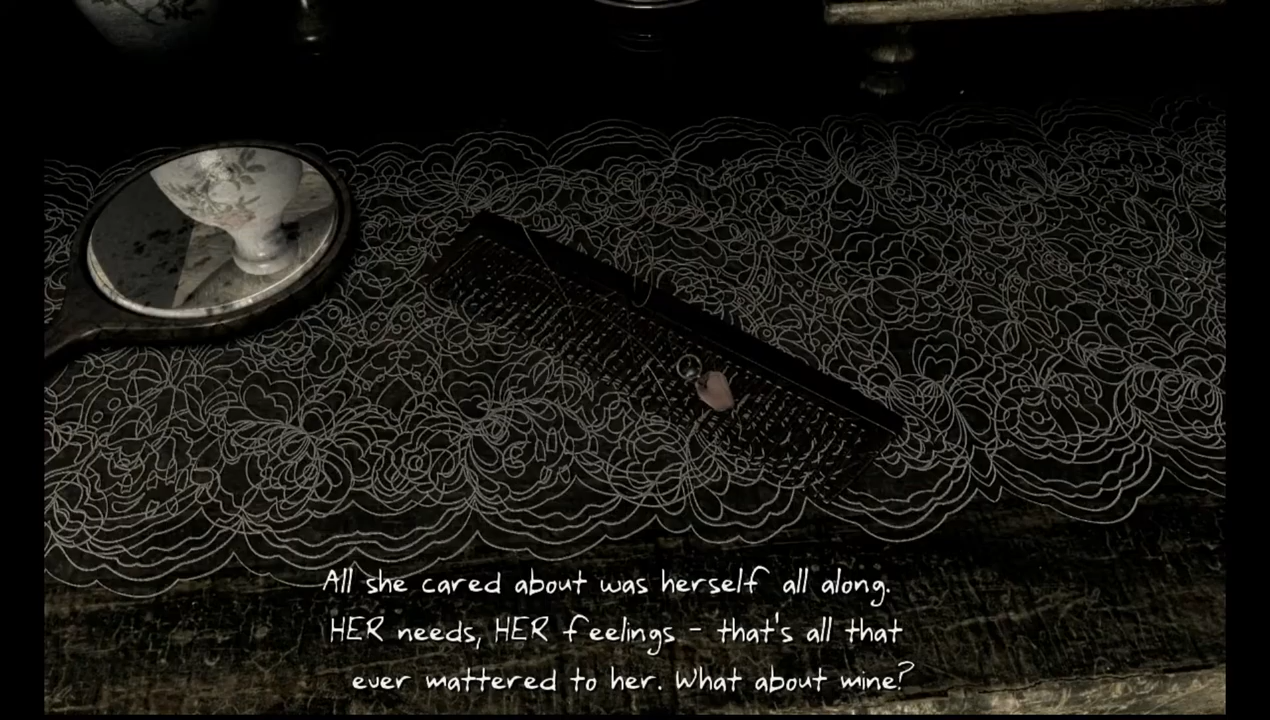 All she cared about was herself all along.
HER needs, HER feelings - that's all that
ever mattered to her. What about mine?